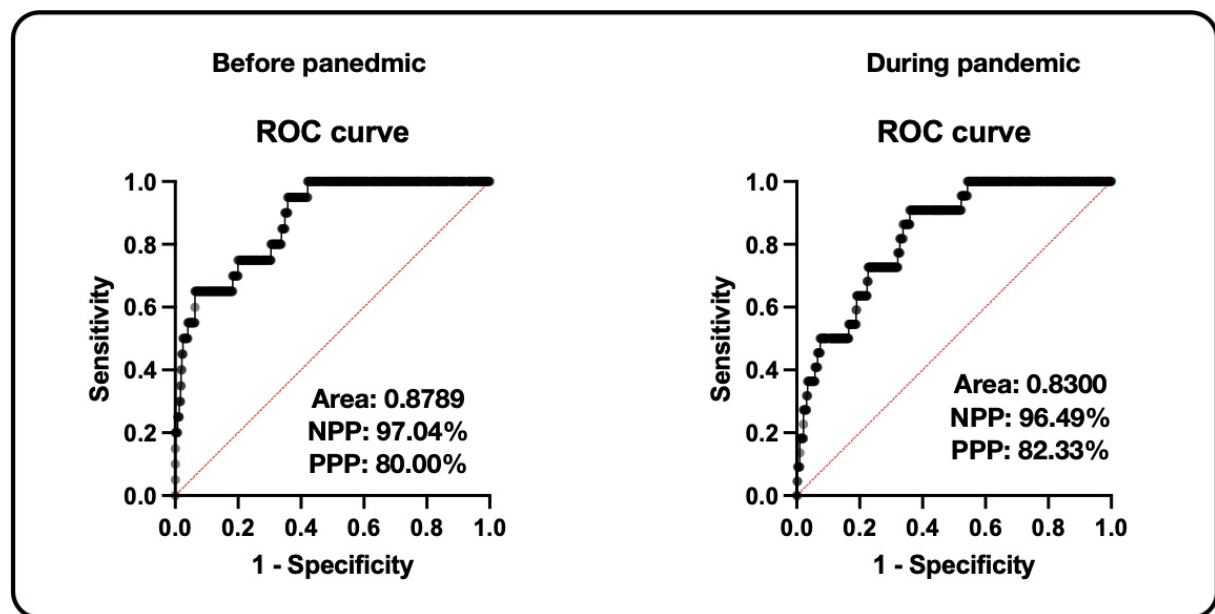 Before panedmic
ROC curve
1.0
0.8
0.6
0.4
0.2
0.0
Sensitivity
Area: 0.8789
NPP: 97.04%
PPP: 80.00%
0.0 0.2 0.4 0.6 0.8 1.0
1 - Specificity
During pandemic
ROC curve
1.0
0.8
0.6
0.4
0.2
0.0
Sensitivity
Area: 0.8300
NPP: 96.49%
PPP: 82.33%
0.0 0.2 0.4 0.6 0.8 1.0
1 - Specificity